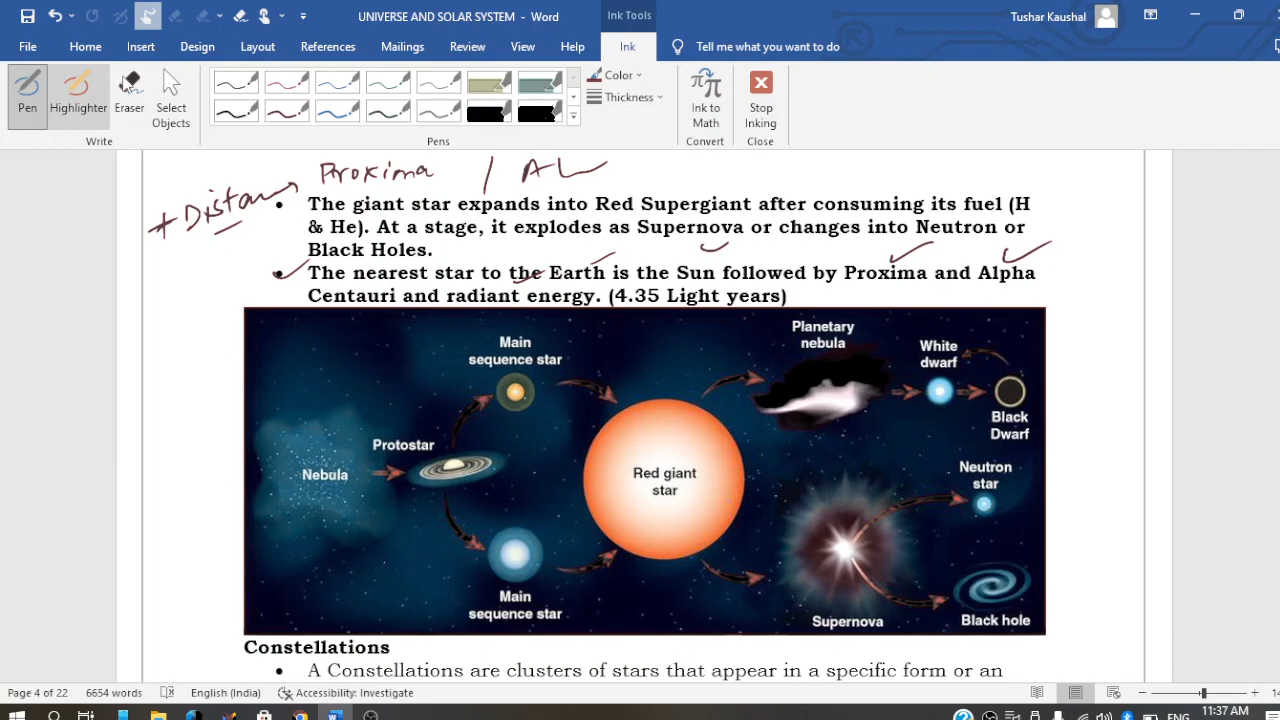 UNIVERSE AND SOLAR SYSTEM - Word
Ink Tools
Tushar Kaushal
File Home Insert Design Layout References Mailings Review View Help Ink Tell me what you want to do
Pen Highlighter Eraser Select Objects
Color
Thickness
Ink to Math
Stop Inking
Write Pens Convert Close
Proxima / AL
* Distan
• The giant star expands into Red Supergiant after consuming its fuel (H
& He). At a stage, it explodes as Supernova or changes into Neutron or
Black Holes.
• The nearest star to the Earth is the Sun followed by Proxima and Alpha
Centauri and radiant energy. (4.35 Light years)
Nebula
Protostar
Main
sequence star
Main
sequence star
Red giant
star
Planetary
nebula
White
dwarf
Black
Dwarf
Neutron
star
Supernova
Black hole
Constellations
• A Constellations are clusters of stars that appear in a specific form or an
Page 4 of 22 6654 words English (India) Accessibility: Investigate
11:37 AM
ENG